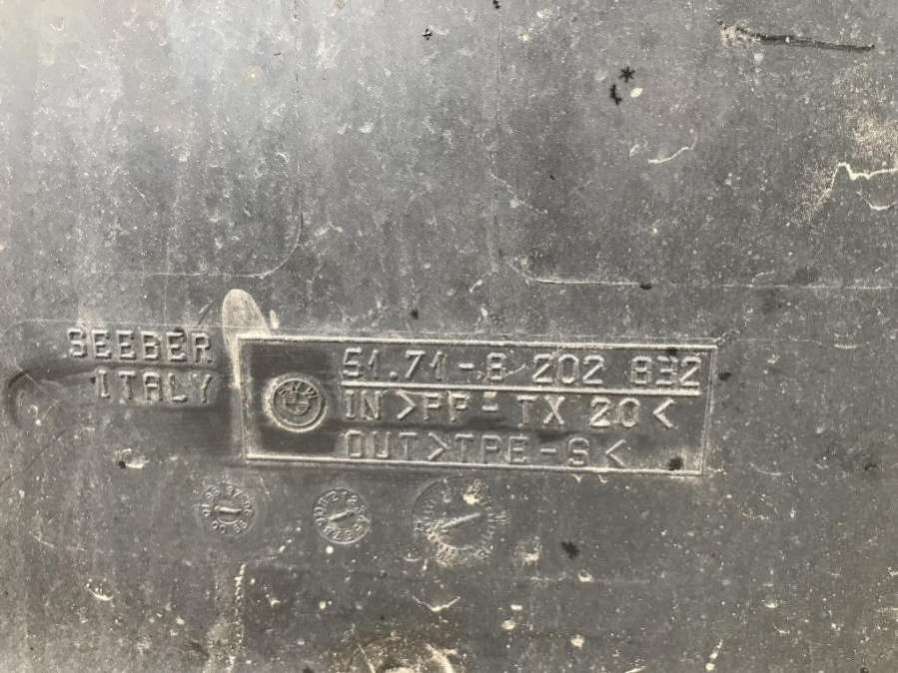 SEEBER
ITALY
51.71-8 202 832
IN >PP-TX 20<
OUT>TPE-S<